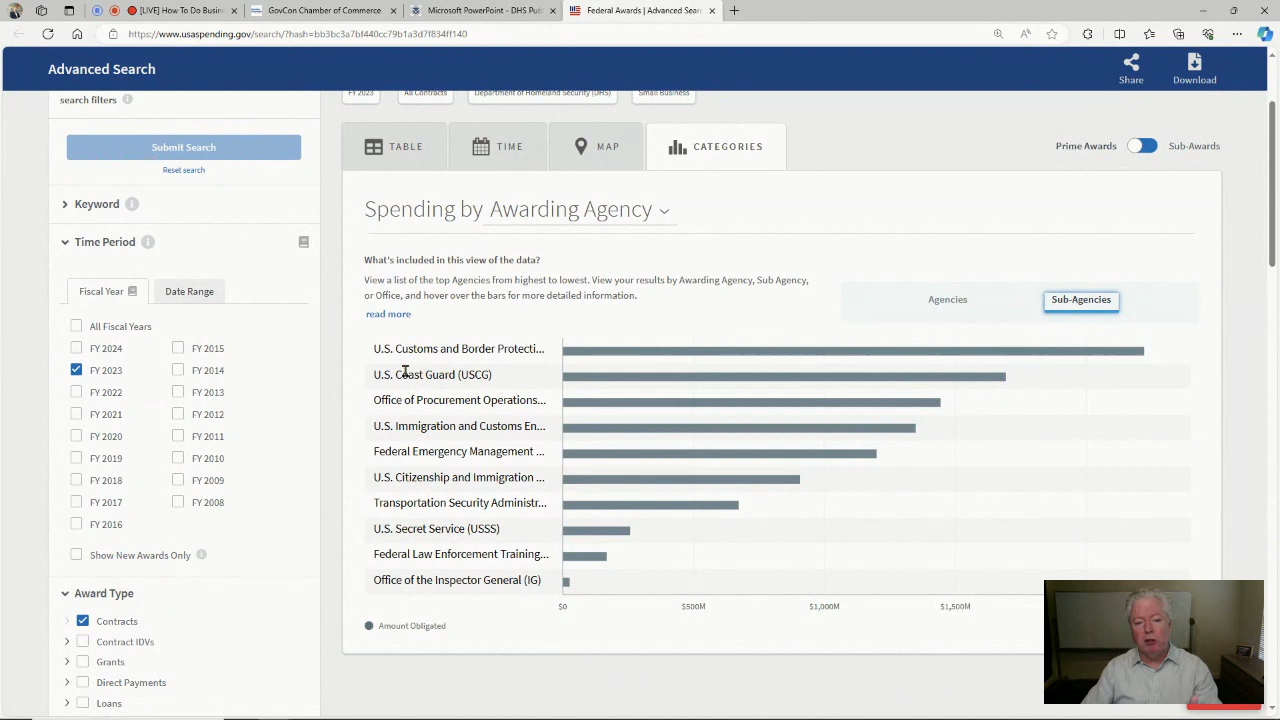 [LIVE] How To Do Business
GovCon Chamber of Commerce
Microsoft PowerPoint - DHS Pub
Federal Awards | Advanced Sear
https://www.usaspending.gov/search/?hash=bb3bc3a7bf440cc79b1a3d7f834ff140
Advanced Search
Share
Download
search filters
FY 2023
All Contracts
Department of Homeland Security (DHS)
Small Business
Submit Search
Reset search
TABLE
TIME
MAP
CATEGORIES
Prime Awards
Sub-Awards
Keyword
Time Period
Fiscal Year
Date Range
All Fiscal Years
FY 2024
FY 2015
FY 2023
FY 2014
FY 2022
FY 2013
FY 2021
FY 2012
FY 2020
FY 2011
FY 2019
FY 2010
FY 2018
FY 2009
FY 2017
FY 2008
FY 2016
Show New Awards Only
Award Type
Contracts
Contract IDVs
Grants
Direct Payments
Loans
Spending by Awarding Agency
What's included in this view of the data?
View a list of the top Agencies from highest to lowest. View your results by Awarding Agency, Sub Agency,
or Office, and hover over the bars for more detailed information.
read more
Agencies
Sub-Agencies
U.S. Customs and Border Protecti...
U.S. Coast Guard (USCG)
Office of Procurement Operations...
U.S. Immigration and Customs En...
Federal Emergency Management ...
U.S. Citizenship and Immigration ...
Transportation Security Administr...
U.S. Secret Service (USSS)
Federal Law Enforcement Training...
Office of the Inspector General (IG)
$0
$500M
$1,000M
$1,500M
Amount Obligated